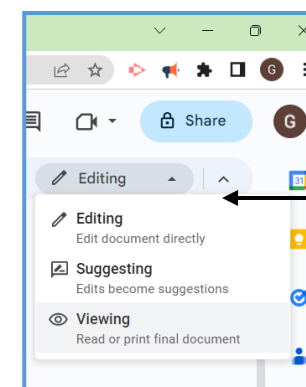 G
Share
G
Editing
31
Editing
Edit document directly
Suggesting
Edits become suggestions
Viewing
Read or print final document